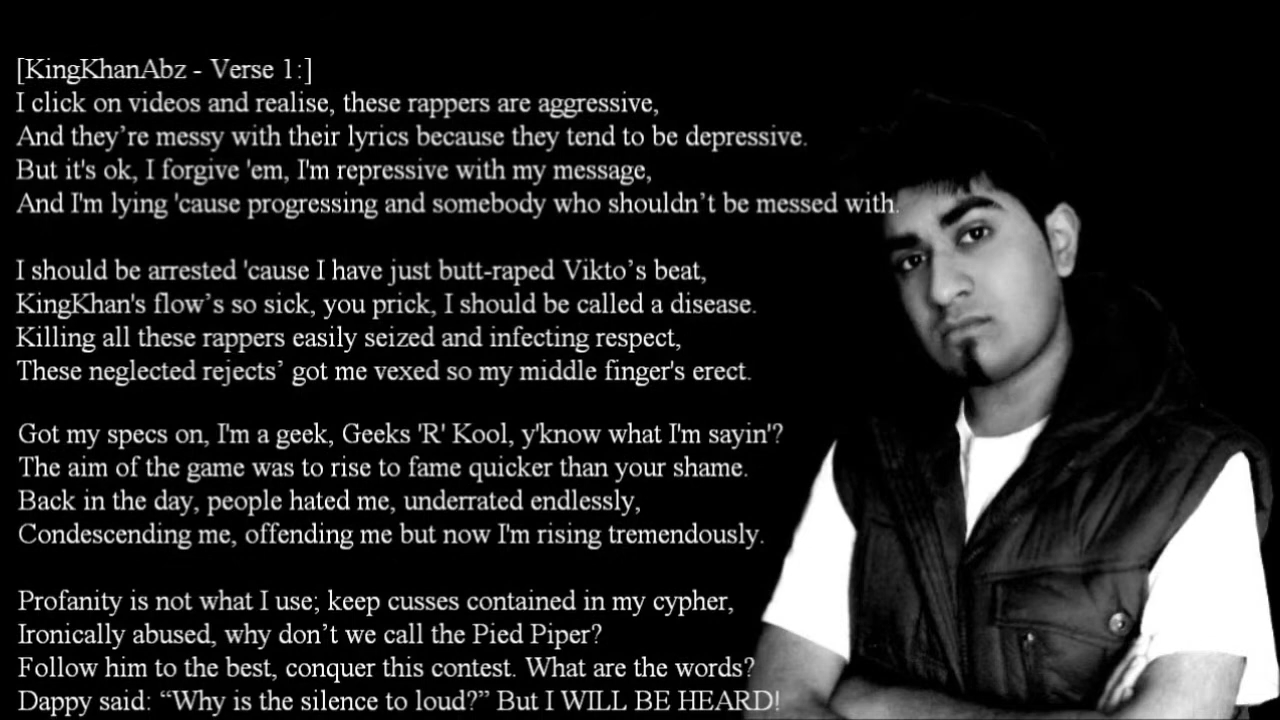 [KingKhanAbz - Verse 1:]
I click on videos and realise, these rappers are aggressive,
And they’re messy with their lyrics because they tend to be depressive.
But it's ok, I forgive 'em, I'm repressive with my message,
And I'm lying 'cause progressing and somebody who shouldn’t be messed with.
I should be arrested 'cause I have just butt-raped Vikto’s beat,
KingKhan's flow’s so sick, you prick, I should be called a disease.
Killing all these rappers easily seized and infecting respect,
These neglected rejects’ got me vexed so my middle finger's erect.
Got my specs on, I'm a geek, Geeks 'R' Kool, y'know what I'm sayin'?
The aim of the game was to rise to fame quicker than your shame.
Back in the day, people hated me, underrated endlessly,
Condescending me, offending me but now I'm rising tremendously.
Profanity is not what I use; keep cusses contained in my cypher,
Ironically abused, why don’t we call the Pied Piper?
Follow him to the best, conquer this contest. What are the words?
Dappy said: “Why is the silence to loud?” But I WILL BE HEARD!